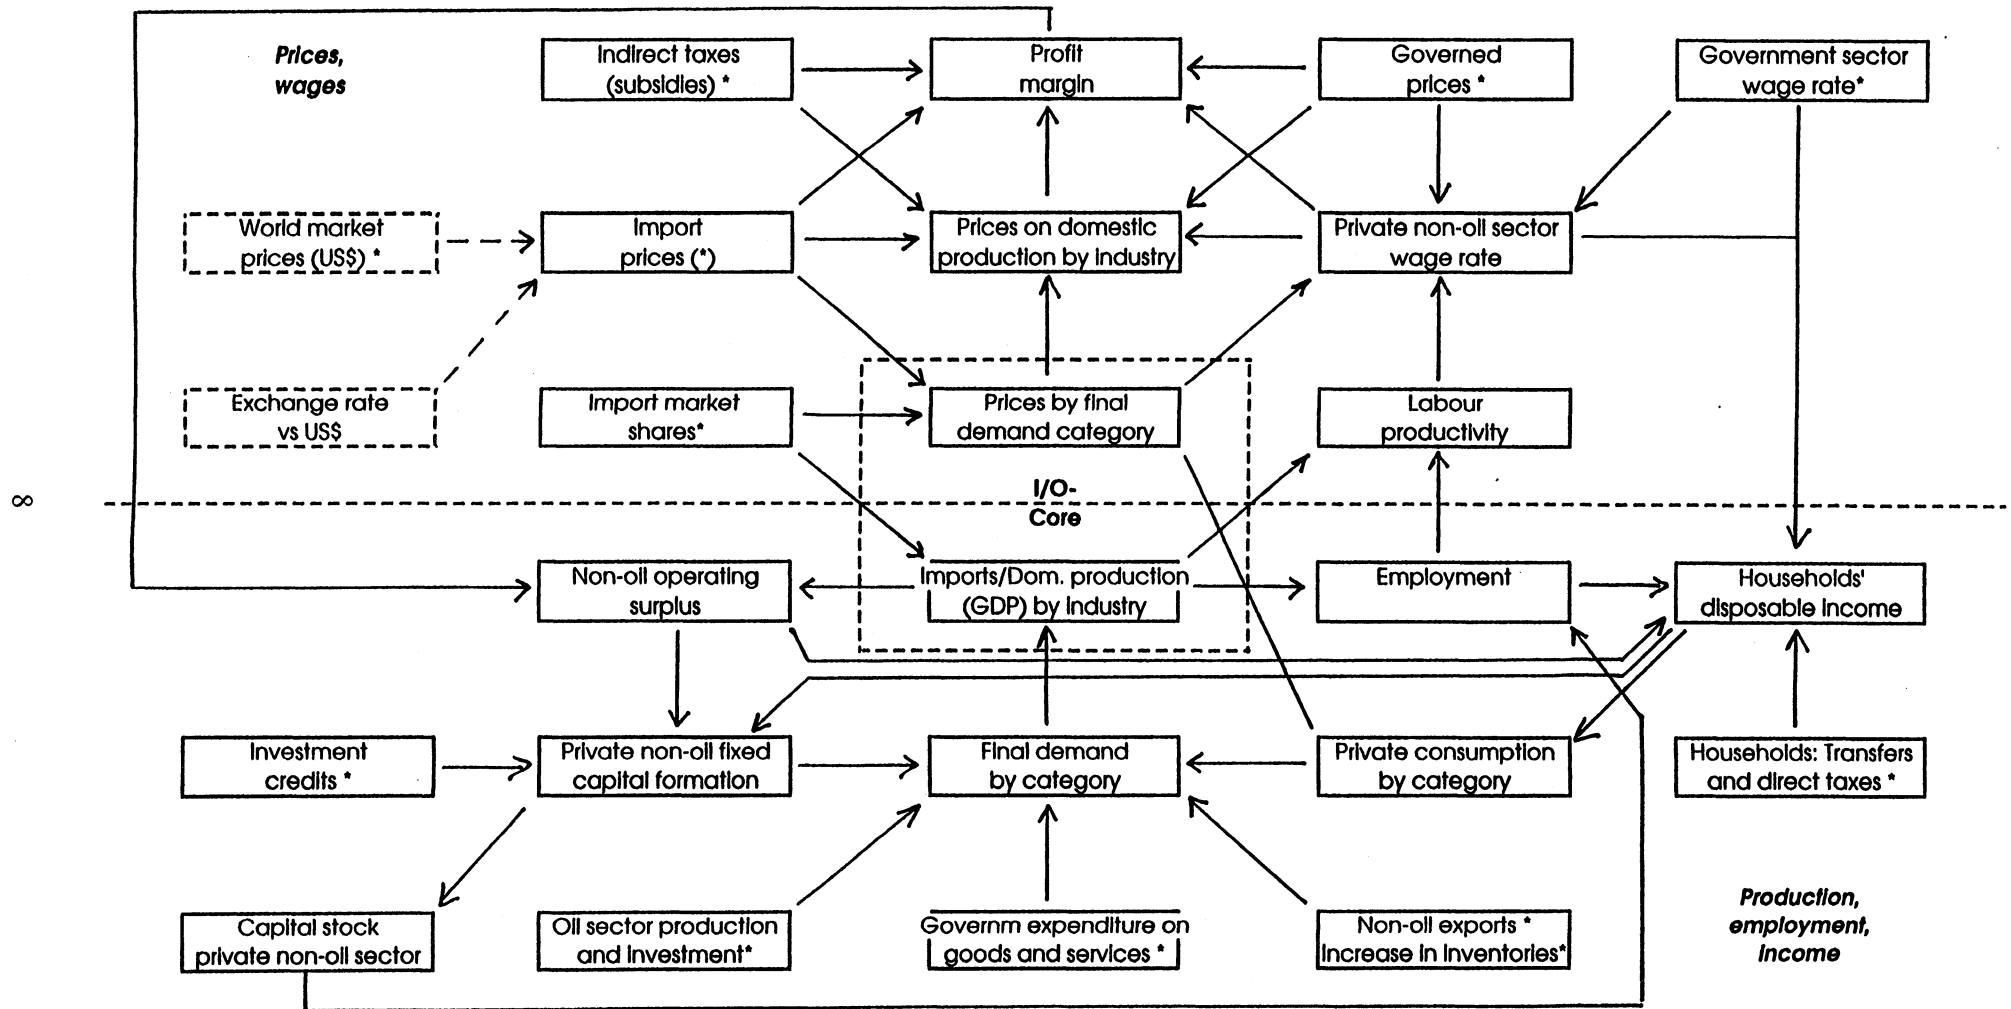 Prices,
wages
Indirect taxes
(subsidies) *
Profit
margin
Governed
prices *
Government sector
wage rate*
World market
prices (US$) *
Import
prices (*)
Prices on domestic
production by industry
Private non-oil sector
wage rate
Exchange rate
vs US$
Import market
shares*
Prices by final
demand category
Labour
productivity
8
I/O-
Core
Non-oil operating
surplus
Imports/Dom. production
(GDP) by industry
Employment
Households'
disposable income
Investment
credits *
Private non-oil fixed
capital formation
Final demand
by category
Private consumption
by category
Households: Transfers
and direct taxes *
Capital stock
private non-oil sector
Oil sector production
and investment*
Governm expenditure on
goods and services *
Non-oil exports *
Increase in inventories*
Production,
employment,
income